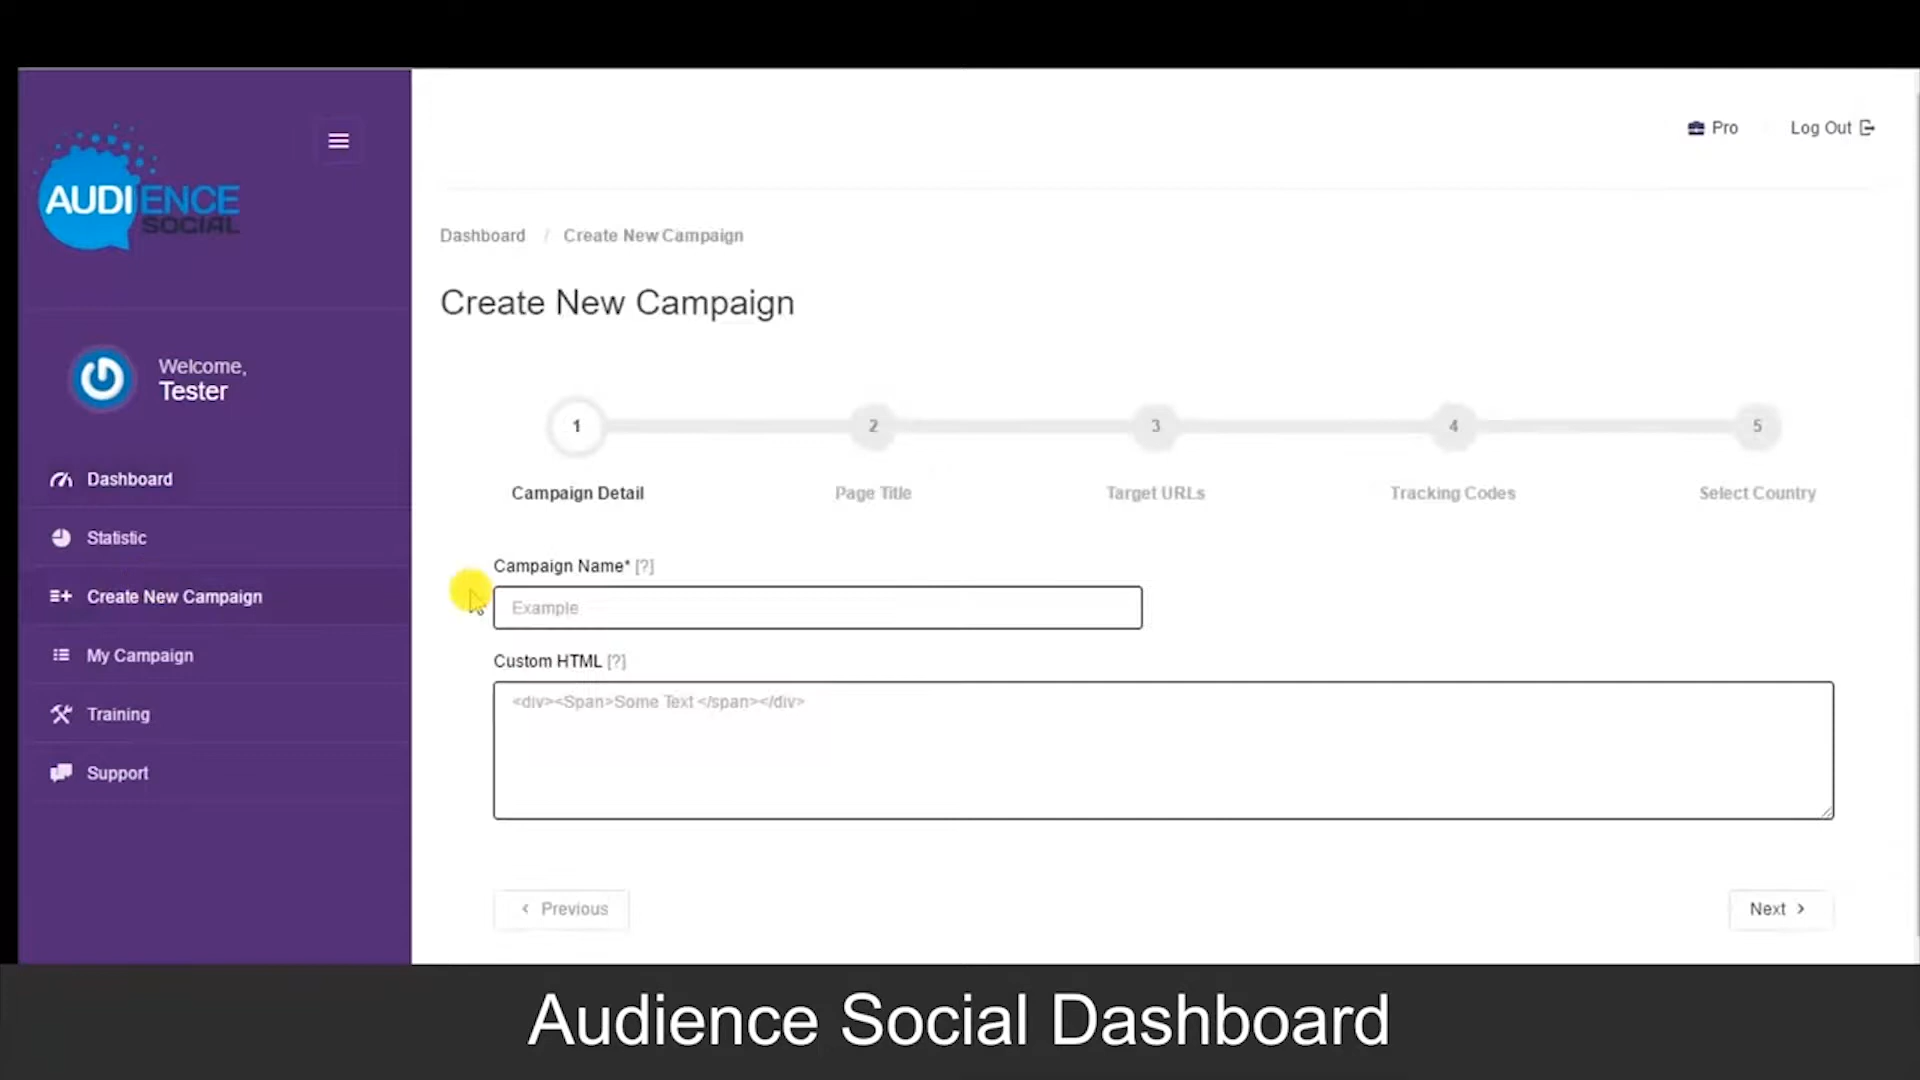 AUDIENCE
SOCIAL
Pro
Log Out
Dashboard / Create New Campaign
Create New Campaign
Welcome,
Tester
1
2
3
4
5
Campaign Detail
Page Title
Target URLs
Tracking Codes
Select Country
Dashboard
Statistic
Create New Campaign
My Campaign
Training
Support
Campaign Name* [?]
Example
Custom HTML [?]
<div><Span>Some Text </span></div>
Previous
Next
Audience Social Dashboard